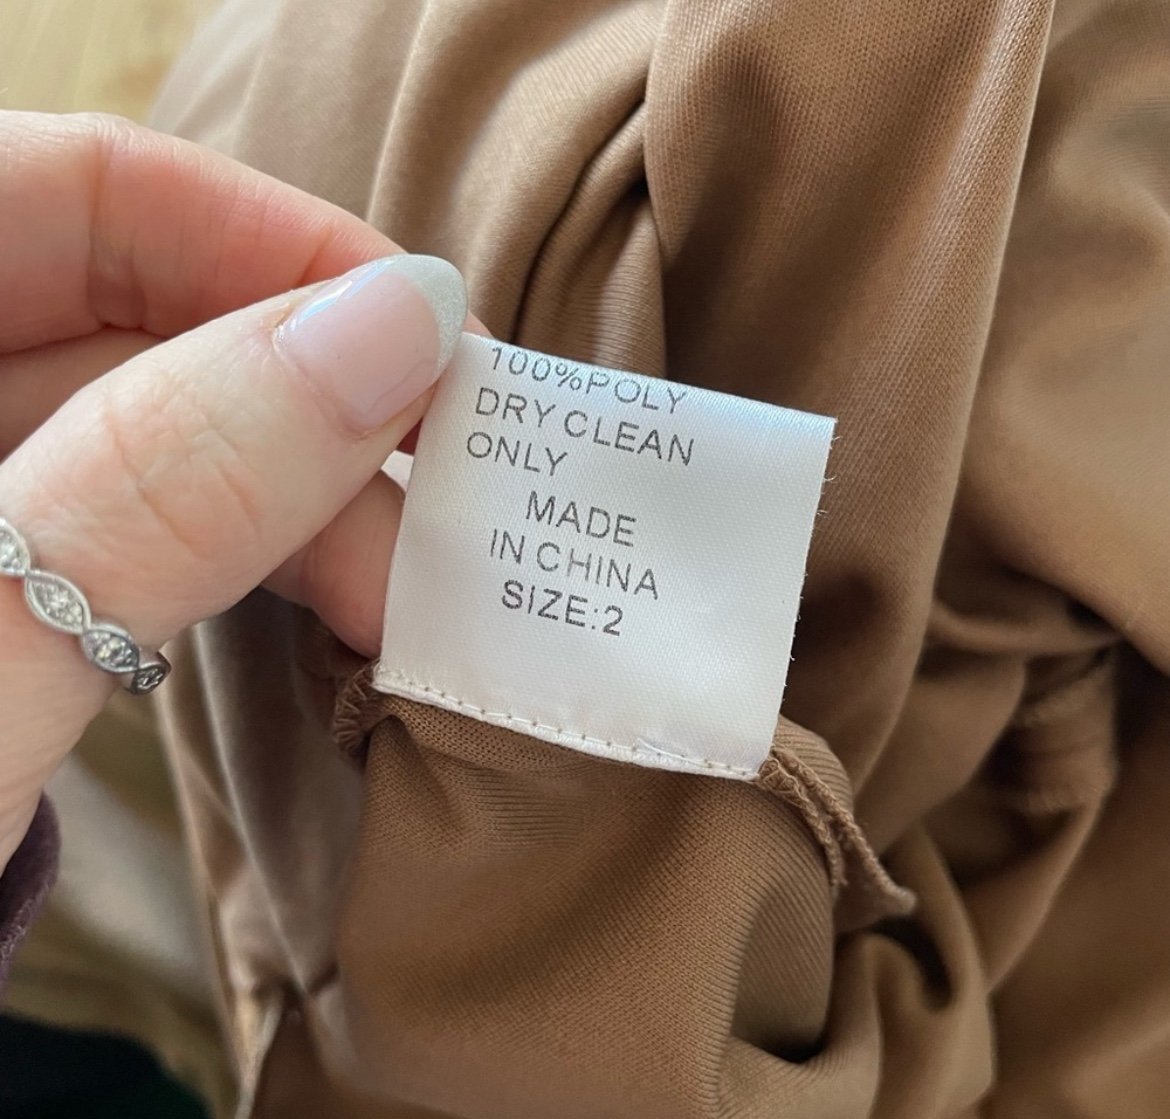 100%POLY
DRY CLEAN
ONLY
MADE
IN CHINA
SIZE:2